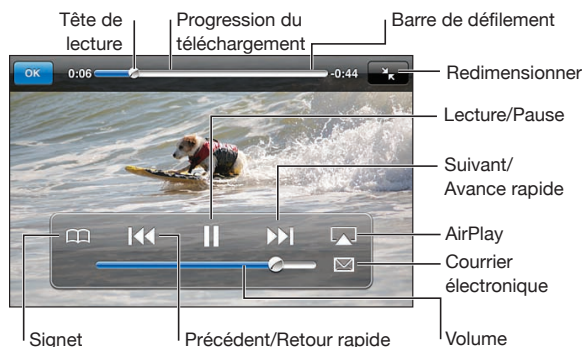 Tête de
lecture
Progression du
téléchargement
Barre de défilement
OK
0:06
-0:44
Redimensionner
Lecture/Pause
Suivant/
Avance rapide
AirPlay
Courrier
électronique
Signet
Précédent/Retour rapide
Volume